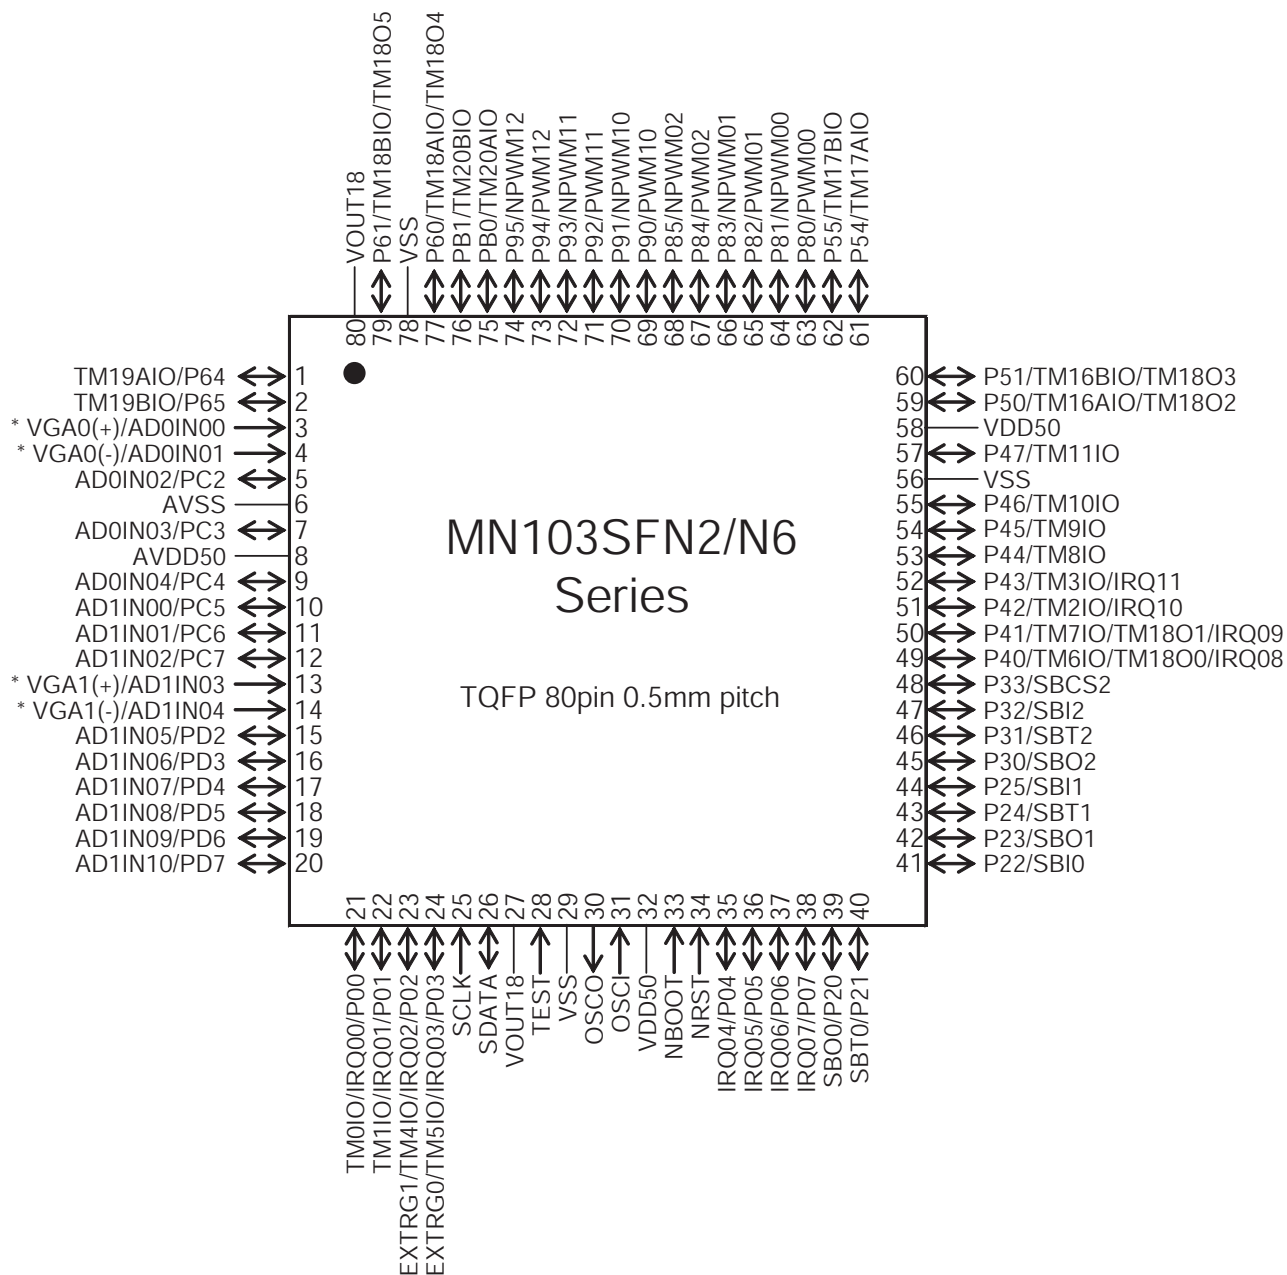 VOUT18
P61/TM18BIO/TM18O5
VSS
P60/TM18AIO/TM18O4
PB1/TM20BIO
PB0/TM20AIO
P95/NPWM12
P94/PWM12
P93/NPWM11
P92/PWM11
P91/NPWM10
P90/PWM10
P85/NPWM02
P84/PWM02
P83/NPWM01
P82/PWM01
P81/NPWM00
P80/PWM00
P55/TM17BIO
P54/TM17AIO
80
79
78
77
76
75
74
73
72
71
70
69
68
67
66
65
64
63
62
61
TM19AIO/P64 1
TM19BIO/P65 2
* VGA0(+)/AD0IN00 3
* VGA0(-)/AD0IN01 4
AD0IN02/PC2 5
AVSS 6
AD0IN03/PC3 7
AVDD50 8
AD0IN04/PC4 9
AD1IN00/PC5 10
AD1IN01/PC6 11
AD1IN02/PC7 12
* VGA1(+)/AD1IN03 13
* VGA1(-)/AD1IN04 14
AD1IN05/PD2 15
AD1IN06/PD3 16
AD1IN07/PD4 17
AD1IN08/PD5 18
AD1IN09/PD6 19
AD1IN10/PD7 20
MN103SFN2/N6
Series
TQFP 80pin 0.5mm pitch
60 P51/TM16BIO/TM18O3
59 P50/TM16AIO/TM18O2
58 VDD50
57 P47/TM11IO
56 VSS
55 P46/TM10IO
54 P45/TM9IO
53 P44/TM8IO
52 P43/TM3IO/IRQ11
51 P42/TM2IO/IRQ10
50 P41/TM7IO/TM18O1/IRQ09
49 P40/TM6IO/TM18O0/IRQ08
48 P33/SBCS2
47 P32/SBI2
46 P31/SBT2
45 P30/SBO2
44 P25/SBI1
43 P24/SBT1
42 P23/SBO1
41 P22/SBI0
21
22
23
24
25
26
27
28
29
30
31
32
33
34
35
36
37
38
39
40
TM0IO/IRQ00/P00
TM1IO/IRQ01/P01
EXTRG1/TM4IO/IRQ02/P02
EXTRG0/TM5IO/IRQ03/P03
SCLK
SDATA
VOUT18
TEST
VSS
OSCO
OSCI
VDD50
NBOOT
NRST
IRQ04/P04
IRQ05/P05
IRQ06/P06
IRQ07/P07
SBO0/P20
SBT0/P21